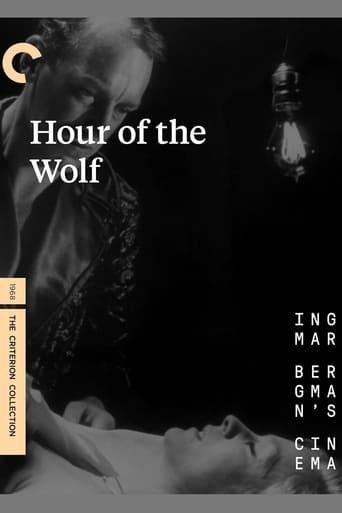 Hour of the
Wolf
1968
THE CRITERION COLLECTION
ING
MAR
BER
GMA
N'S
CIN
EMA